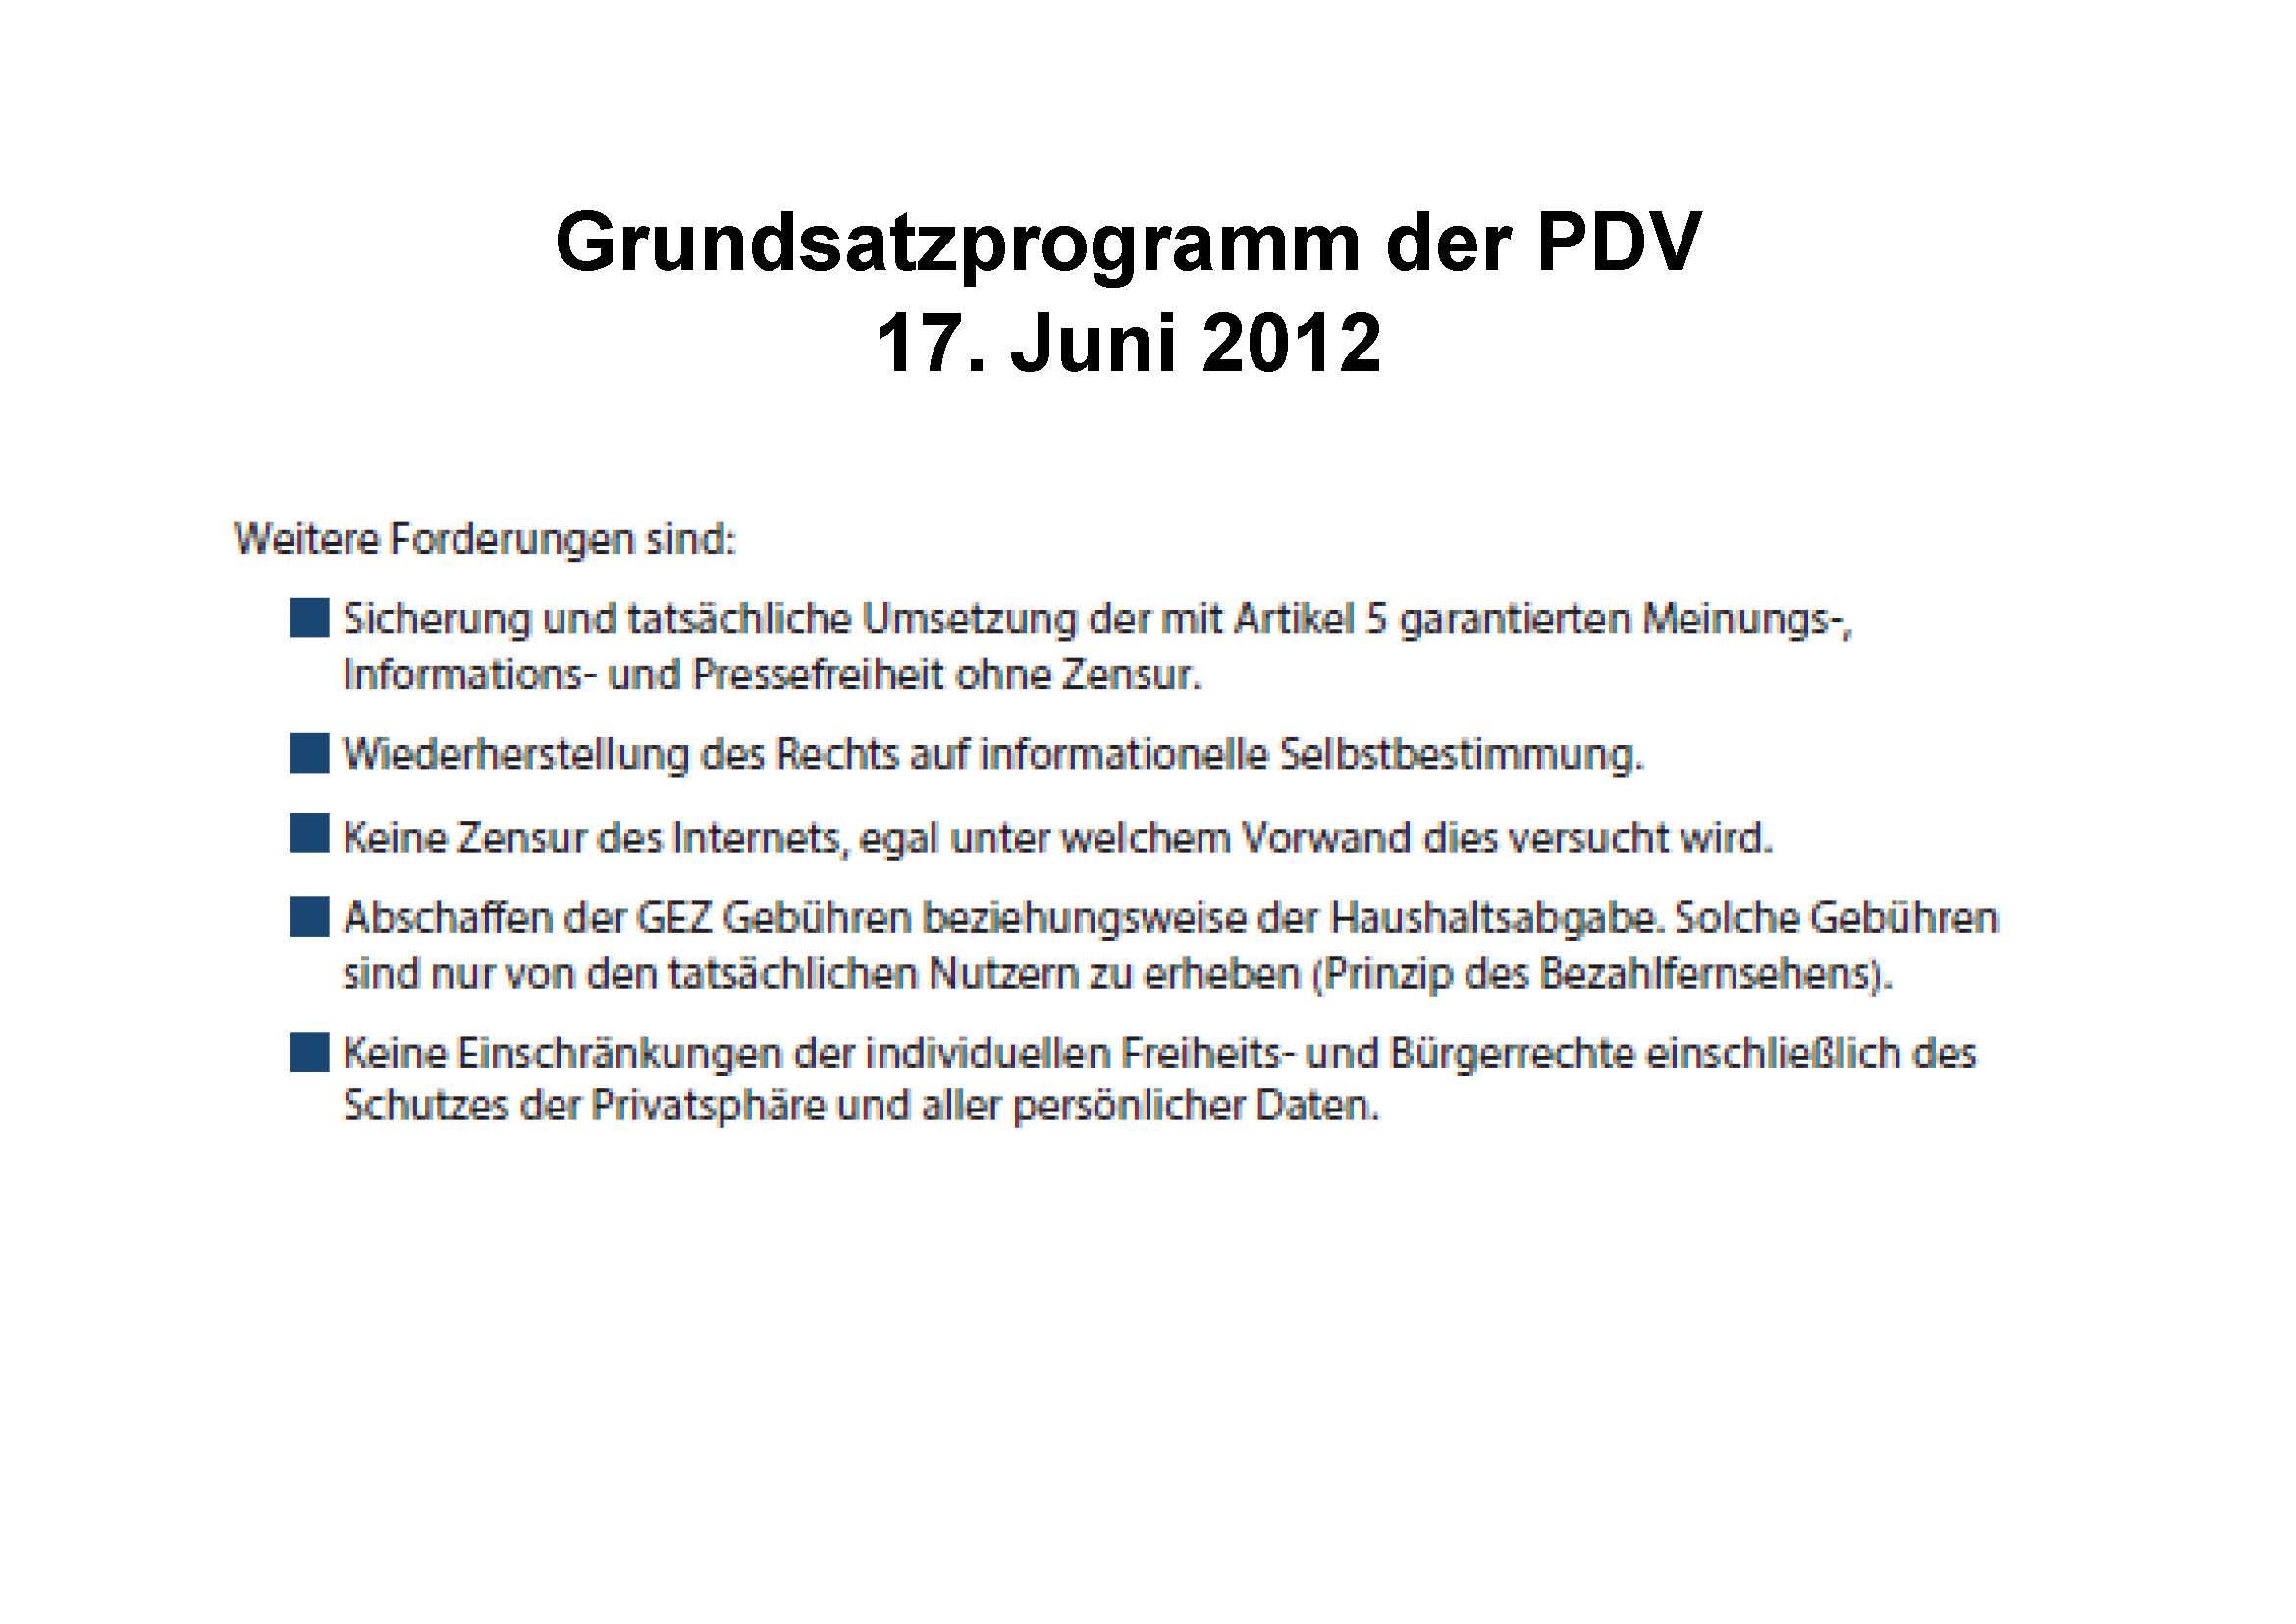 Grundsatzprogramm der PDV
17. Juni 2012
Weitere Forderungen sind:
Sicherung und tatsächliche Umsetzung der mit Artikel 5 garantierten Meinungs-,
Informations- und Pressefreiheit ohne Zensur.
Wiederherstellung des Rechts auf informationelle Selbstbestimmung.
Keine Zensur des Internets, egal unter welchem Vorwand dies versucht wird.
Abschaffen der GEZ Gebühren beziehungsweise der Haushaltsabgabe. Solche Gebühren
sind nur von den tatsächlichen Nutzern zu erheben (Prinzip des Bezahlfernsehens).
Keine Einschränkungen der individuellen Freiheits- und Bürgerrechte einschließlich des
Schutzes der Privatsphäre und aller persönlicher Daten.